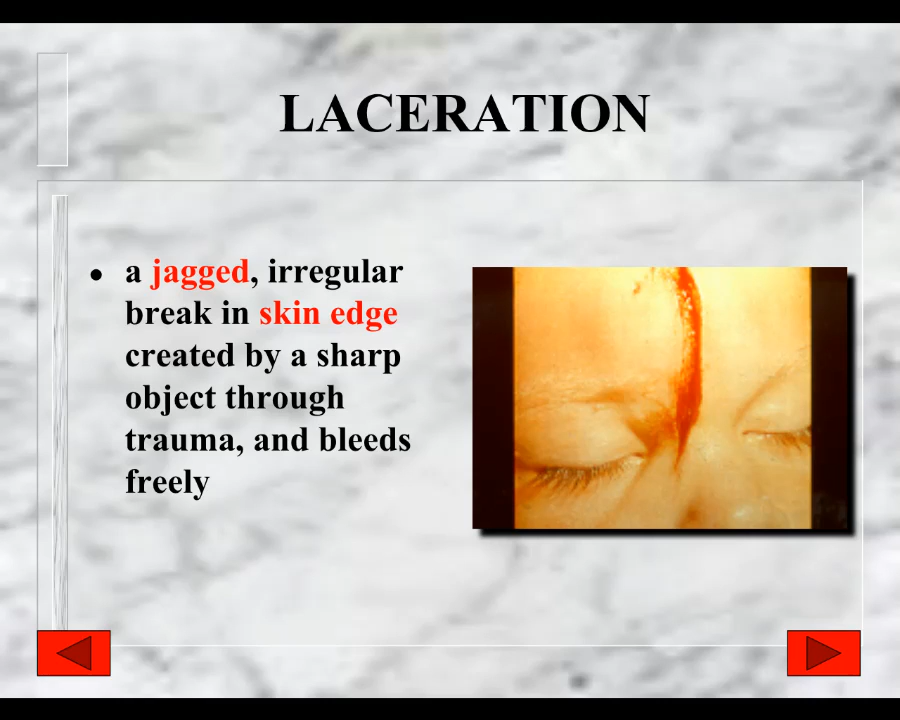 LACERATION
● a jagged, irregular
break in skin edge
created by a sharp
object through
trauma, and bleeds
freely